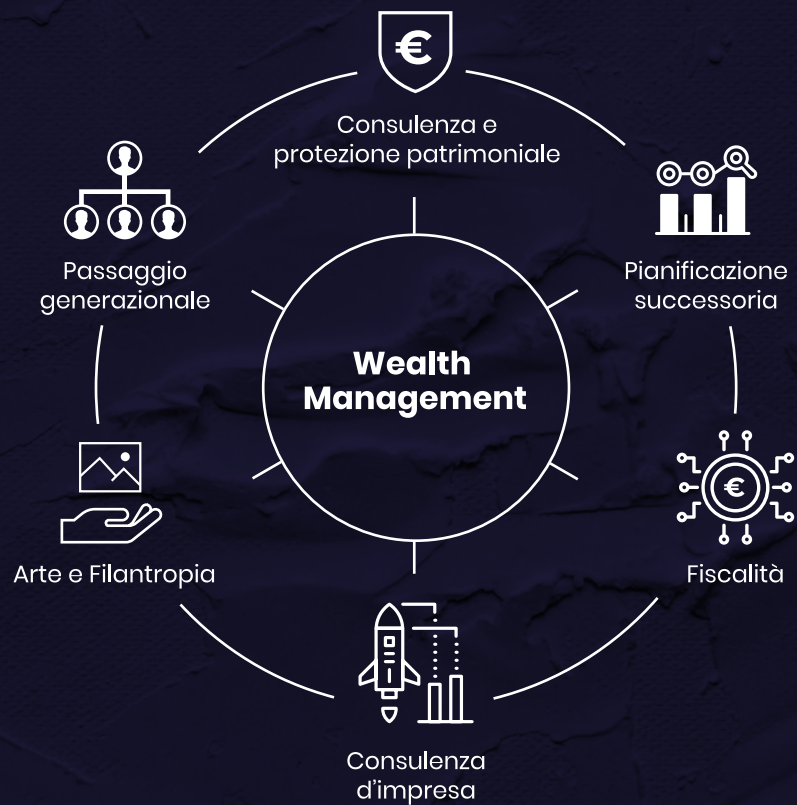 €
Consulenza e
protezione patrimoniale
Passaggio
generazionale
Pianificazione
successoria
Wealth
Management
€
Arte e Filantropia
Fiscalità
Consulenza
d'impresa